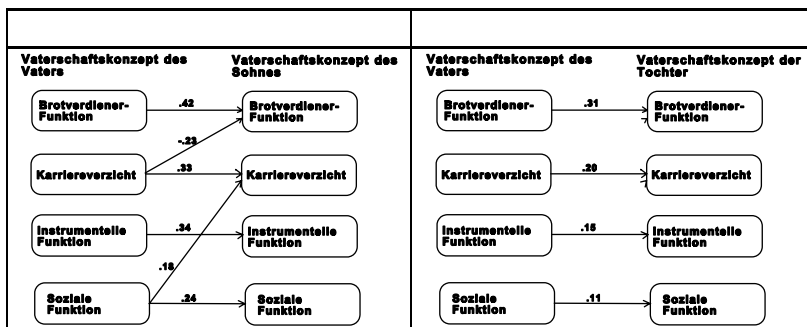 Vaterschaftskonzept des
Vaters
Vaterschaftskonzept des
Sohnes
Brotverdiener-
Funktion
.42
Brotverdiener-
Funktion
-.23
Karriereverzicht
.33
Karriereverzicht
Instrumentelle
Funktion
.34
Instrumentelle
Funktion
.18
Soziale
Funktion
.24
Soziale
Funktion
Vaterschaftskonzept des
Vaters
Vaterschaftskonzept der
Tochter
Brotverdiener-
Funktion
.31
Brotverdiener-
Funktion
Karriereverzicht
.20
Karriereverzicht
Instrumentelle
Funktion
.15
Instrumentelle
Funktion
Soziale
Funktion
.11
Soziale
Funktion